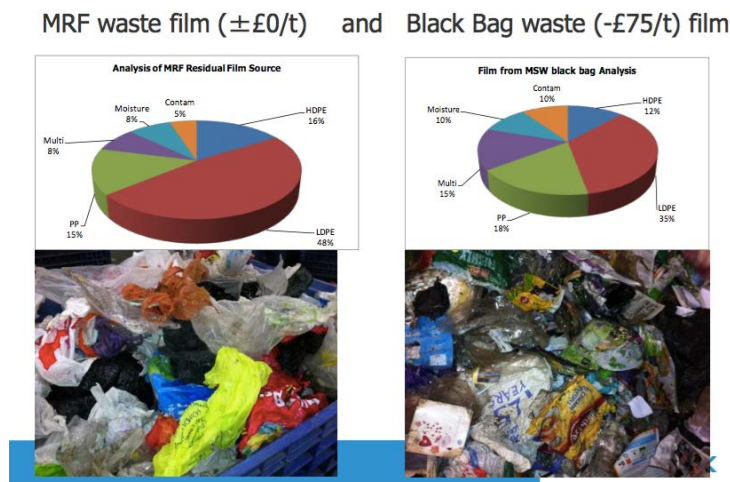 MRF waste film (±£0/t) and Black Bag waste (-£75/t) film
Analysis of MRF Residual Film Source
Contam
5%
Moisture
8%
HDPE
16%
Multi
8%
PP
15%
LDPE
48%
Film from MSW black bag Analysis
Contam
10%
Moisture
10%
HDPE
12%
Multi
15%
PP
18%
LDPE
35%
YEARS